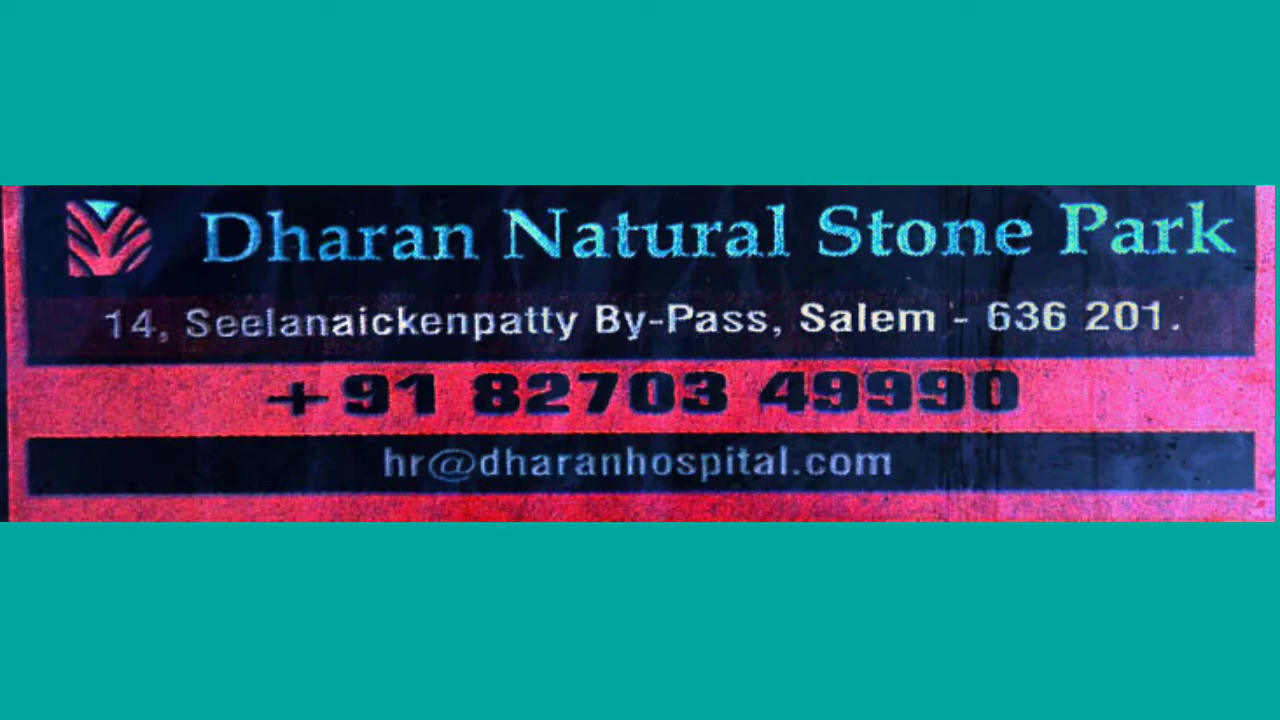 Dharan Natural Stone Park
14, Seelanaickenpatty By-Pass, Salem - 636 201.
+91 82703 49990
hr@dharanhospital.com